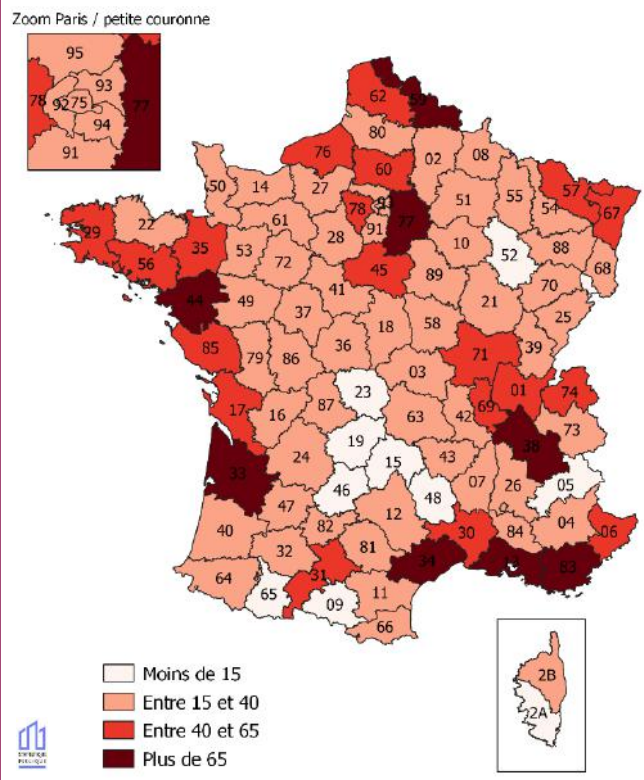 Zoom Paris / petite couronne
95
93
78 92 75 77
94
91
62 59
80
76 02 08
60
50 14 27 57
78 93 77 51 55 54 67
61 91
29 22 28 10 88
35 53 52
56 72 45 68
89 70
44 49 41 21
37 25
18 58
85 36 71 39
79 86
03 01 74
23
17 16 87 42 69
63 73
19 38
33 24 15 43
46 48 07 26 05
47
12 04
40 82 30 84 06
32 81 34 13 83
64 31
65 09 11
66
2B
2A
Moins de 15
Entre 15 et 40
Entre 40 et 65
Plus de 65